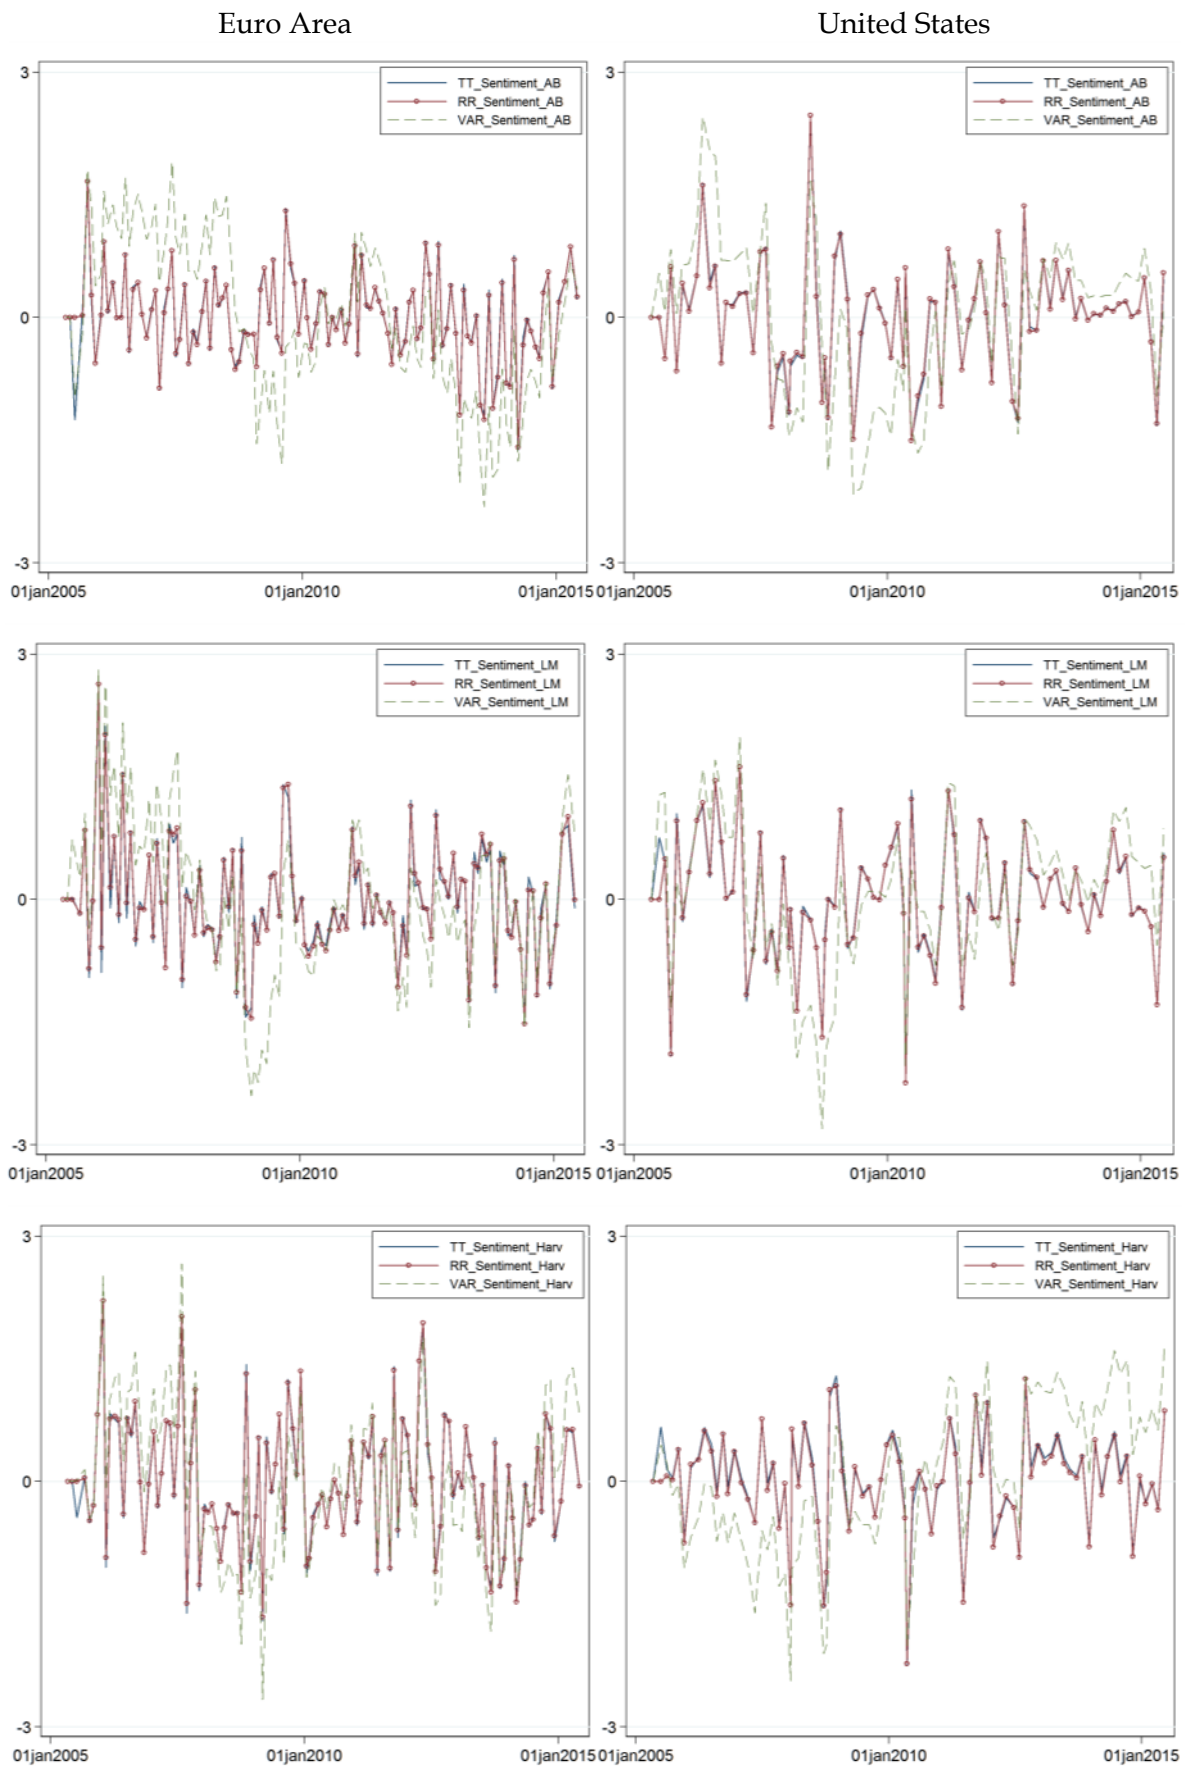 Euro Area
United States
3
TT_Sentiment_AB
RR_Sentiment_AB
VAR_Sentiment_AB
0
-3
01jan2005
01jan2010
01jan2015
3
TT_Sentiment_AB
RR_Sentiment_AB
VAR_Sentiment_AB
0
-3
01jan2005
01jan2010
01jan2015
3
TT_Sentiment_LM
RR_Sentiment_LM
VAR_Sentiment_LM
0
-3
01jan2005
01jan2010
01jan2015
3
TT_Sentiment_LM
RR_Sentiment_LM
VAR_Sentiment_LM
0
-3
01jan2005
01jan2010
01jan2015
3
TT_Sentiment_Harv
RR_Sentiment_Harv
VAR_Sentiment_Harv
0
-3
01jan2005
01jan2010
01jan2015
3
TT_Sentiment_Harv
RR_Sentiment_Harv
VAR_Sentiment_Harv
0
-3
01jan2005
01jan2010
01jan2015